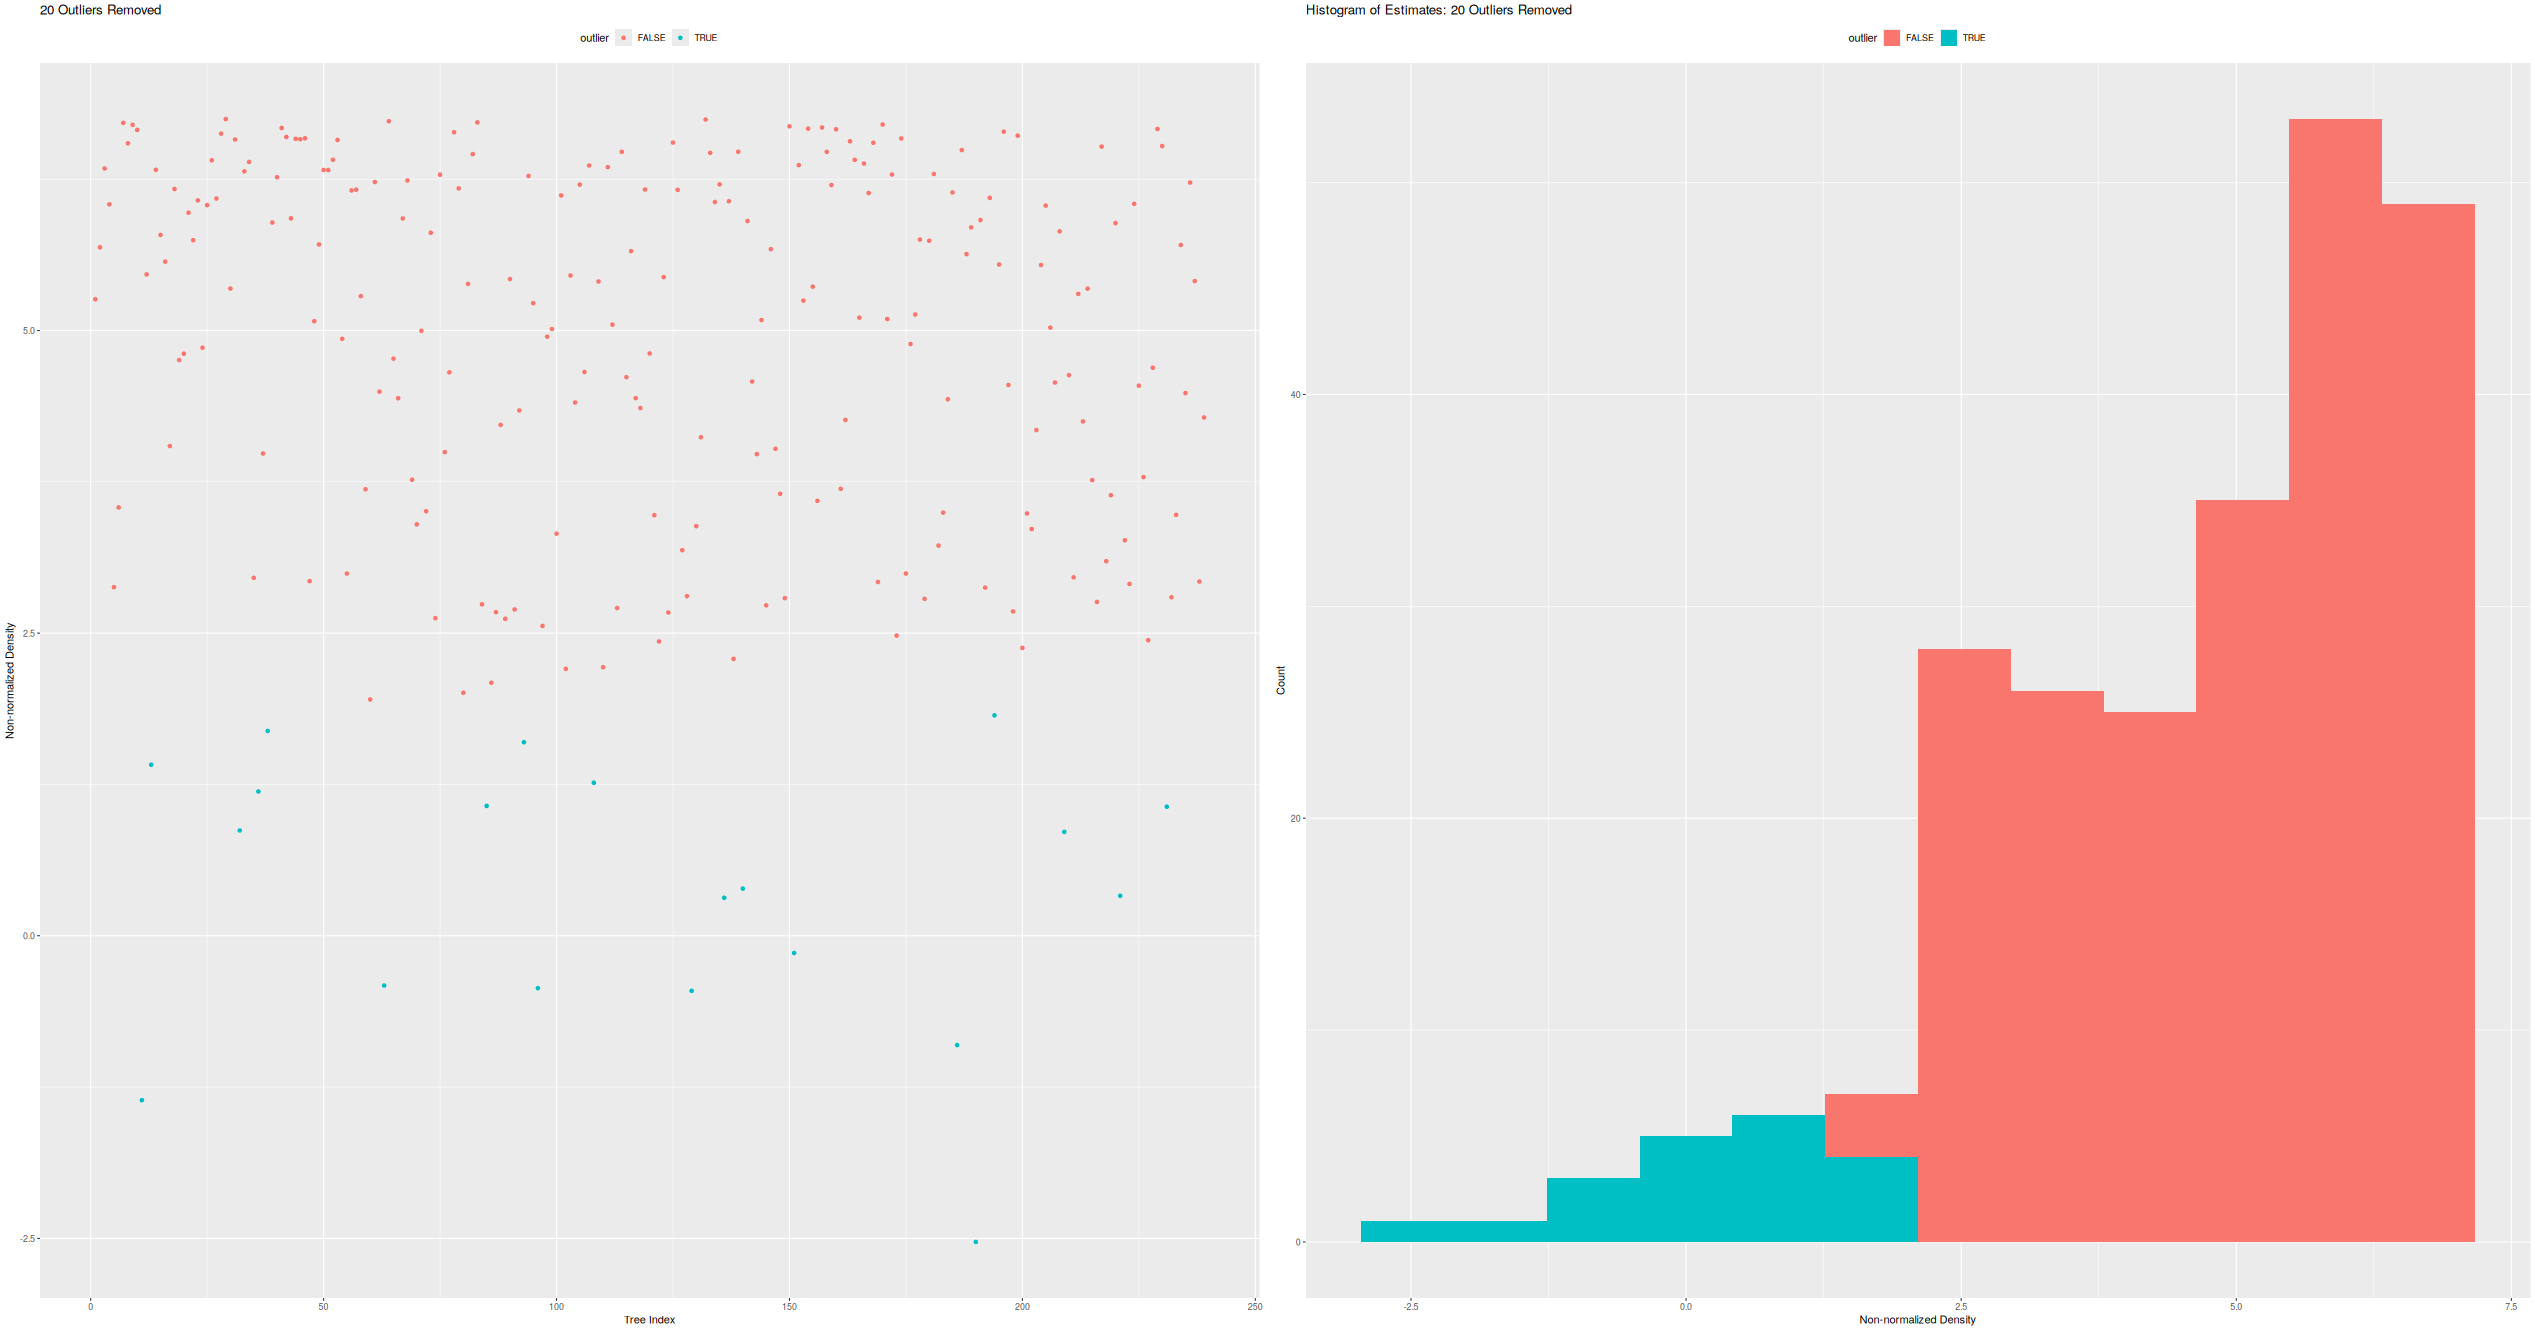 20 Outliers Removed
outlier FALSE TRUE
Non-normalized Density
5.0
2.5
0.0
-2.5
0 50 100 150 200 250
Tree Index
Histogram of Estimates: 20 Outliers Removed
outlier FALSE TRUE
Count
40
20
0
-2.5 0.0 2.5 5.0 7.5
Non-normalized Density